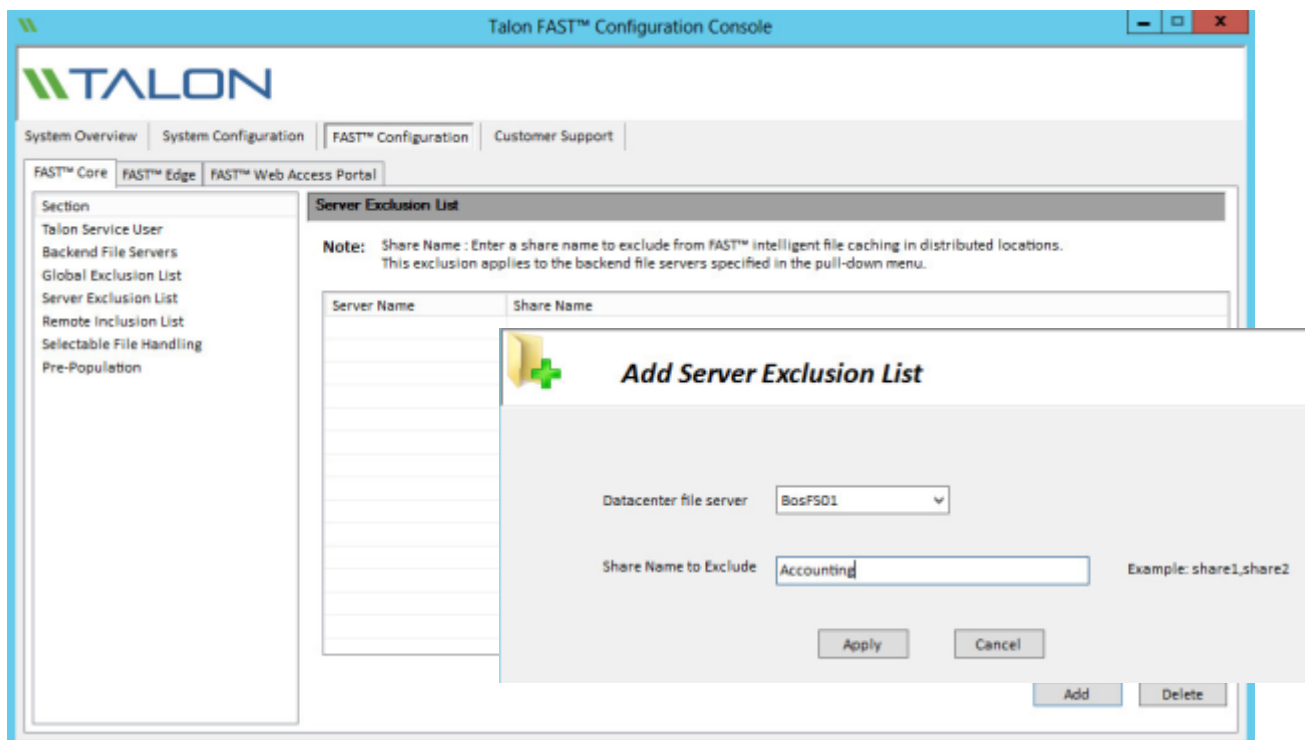 Talon FAST™ Configuration Console
TALON
System Overview System Configuration FAST™ Configuration Customer Support
FAST™ Core FAST™ Edge FAST™ Web Access Portal
Section
Talon Service User
Backend File Servers
Global Exclusion List
Server Exclusion List
Remote Inclusion List
Selectable File Handling
Pre-Population
Server Exclusion List
Note: Share Name : Enter a share name to exclude from FAST™ intelligent file caching in distributed locations.
This exclusion applies to the backend file servers specified in the pull-down menu.
Server Name Share Name
Add Server Exclusion List
Datacenter file server BosFS01
Share Name to Exclude Accounting Example: share1,share2
Apply Cancel
Add Delete